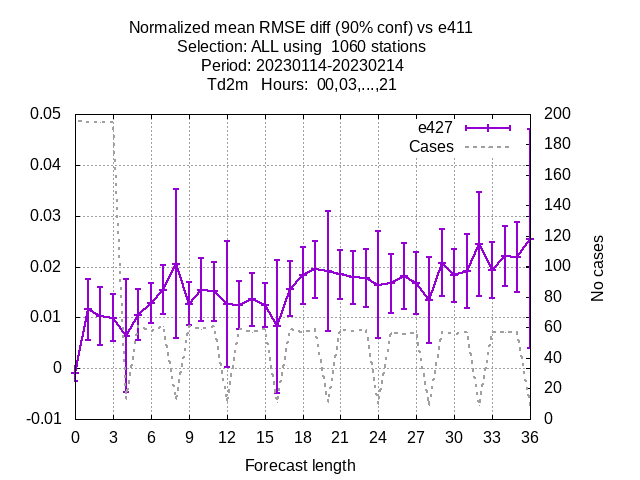 Normalized mean RMSE diff (90% conf) vs e411
Selection: ALL using  1060 stations
Period: 20230114-20230214
Td2m   Hours:  00,03,...,21
0.05
0.04
0.03
0.02
0.01
0
-0.01
200
180
160
140
120
100
80
60
40
20
0
e427
Cases
No cases
0 3 6 9 12 15 18 21 24 27 30 33 36
Forecast length